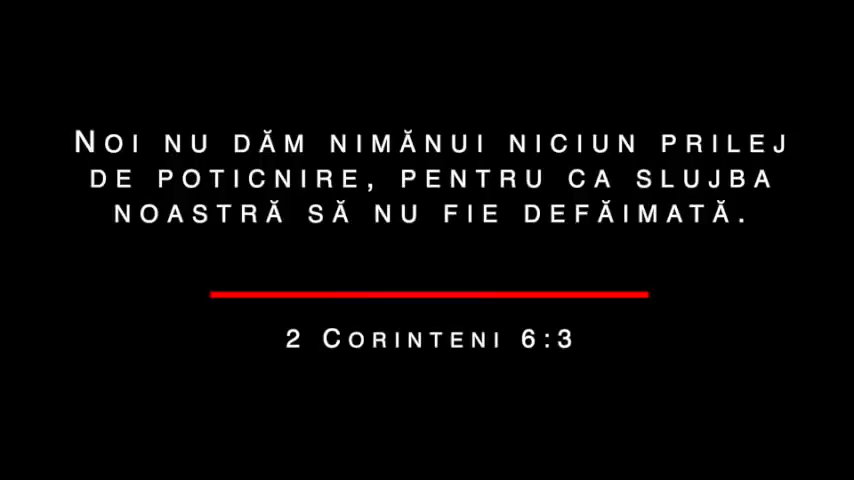 Noi nu dăm nimănui niciun prilej
de poticnire, pentru ca slujba
noastră să nu fie defăimată.
2 Corinteni 6:3